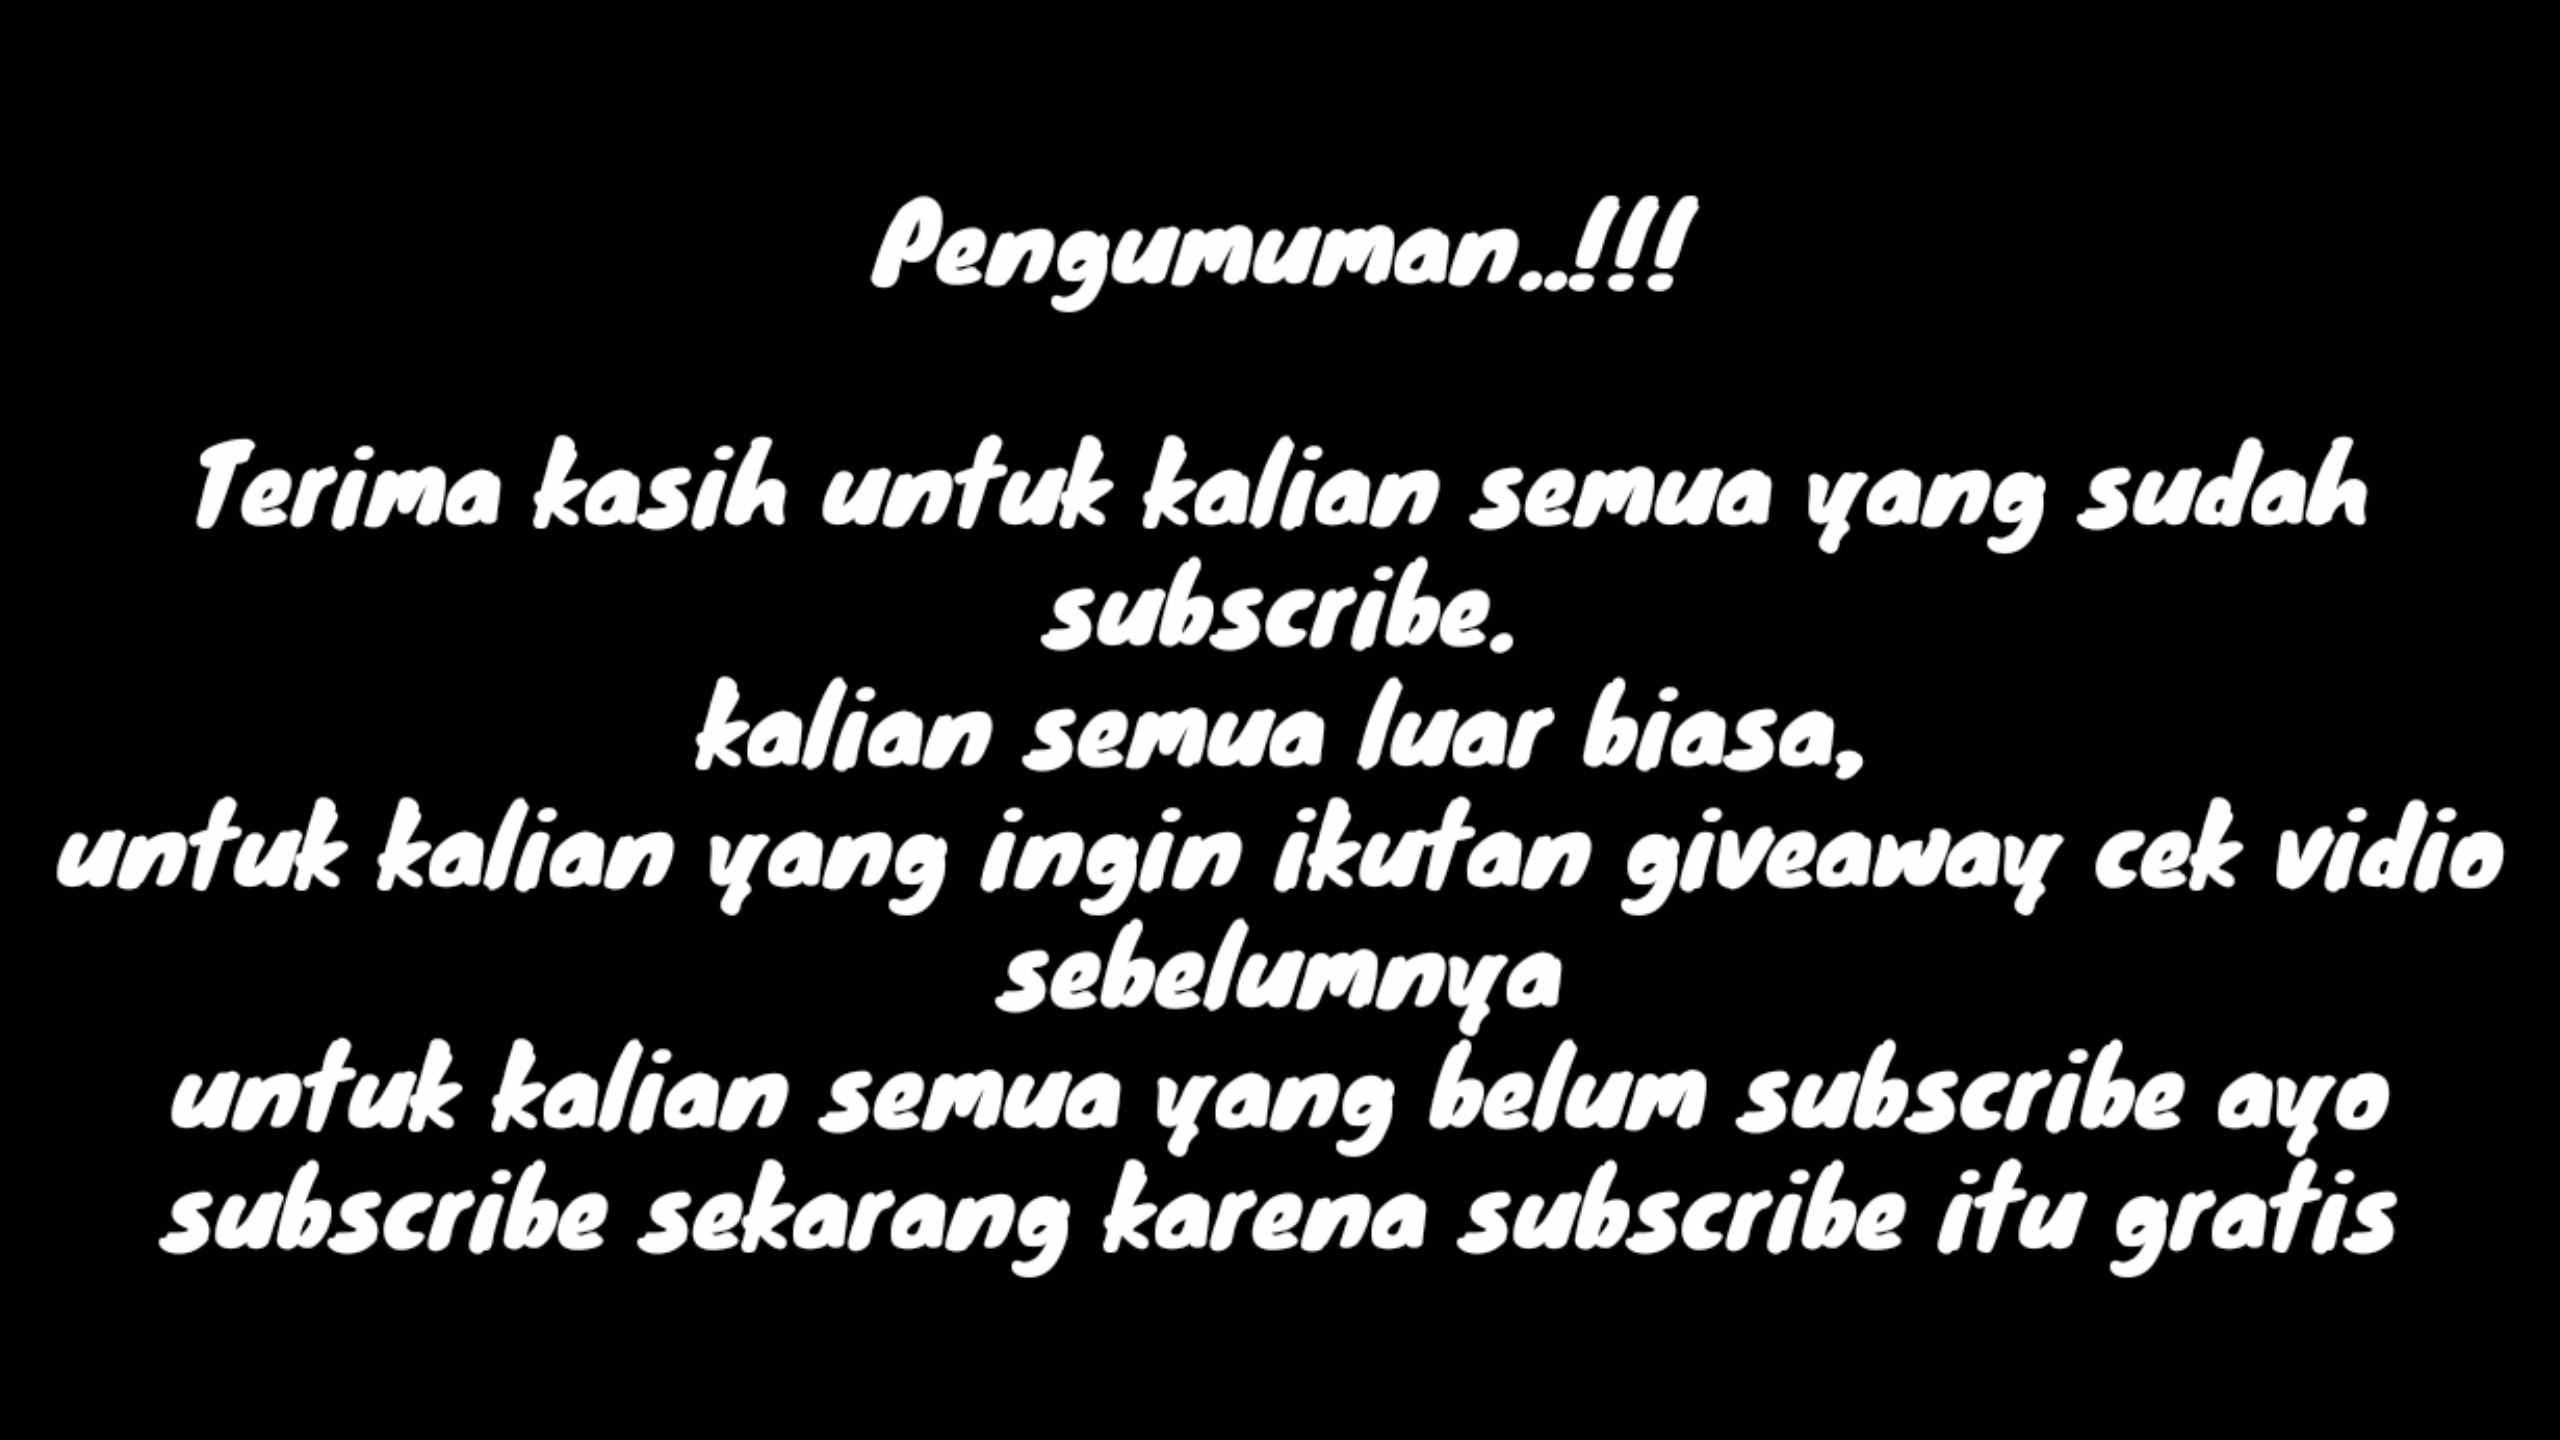 Pengumuman..!!!
Terima kasih untuk kalian semua yang sudah
subscribe.
kalian semua luar biasa,
untuk kalian yang ingin ikutan giveaway cek vidio
sebelumnya
untuk kalian semua yang belum subscribe ayo
subscribe sekarang karena subscribe itu gratis